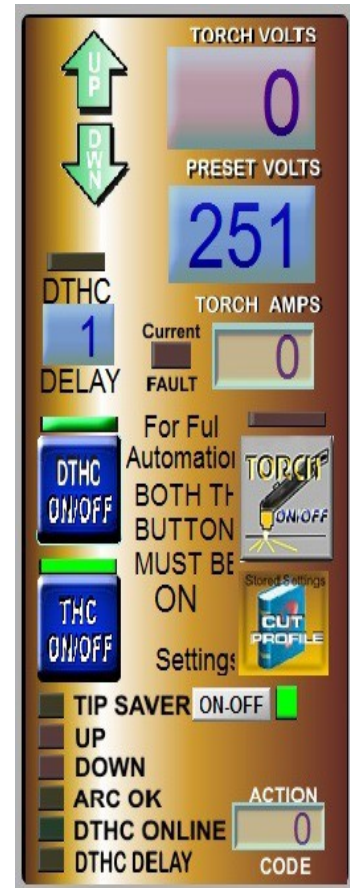 TORCH VOLTS
UP
0
DWN
PRESET VOLTS
251
DTHC
1
DELAY
TORCH AMPS
Current
FAULT
0
For Ful
Automatio
BOTH TH
BUTTON
MUST BE
ON
DTHC
ON/OFF
TORCH
ON/OFF
THC
ON/OFF
Stored Settings
CUT
PROFILE
Settings
TIP SAVER ON-OFF
UP
DOWN
ARC OK
DTHC ONLINE
DTHC DELAY
ACTION
0
CODE